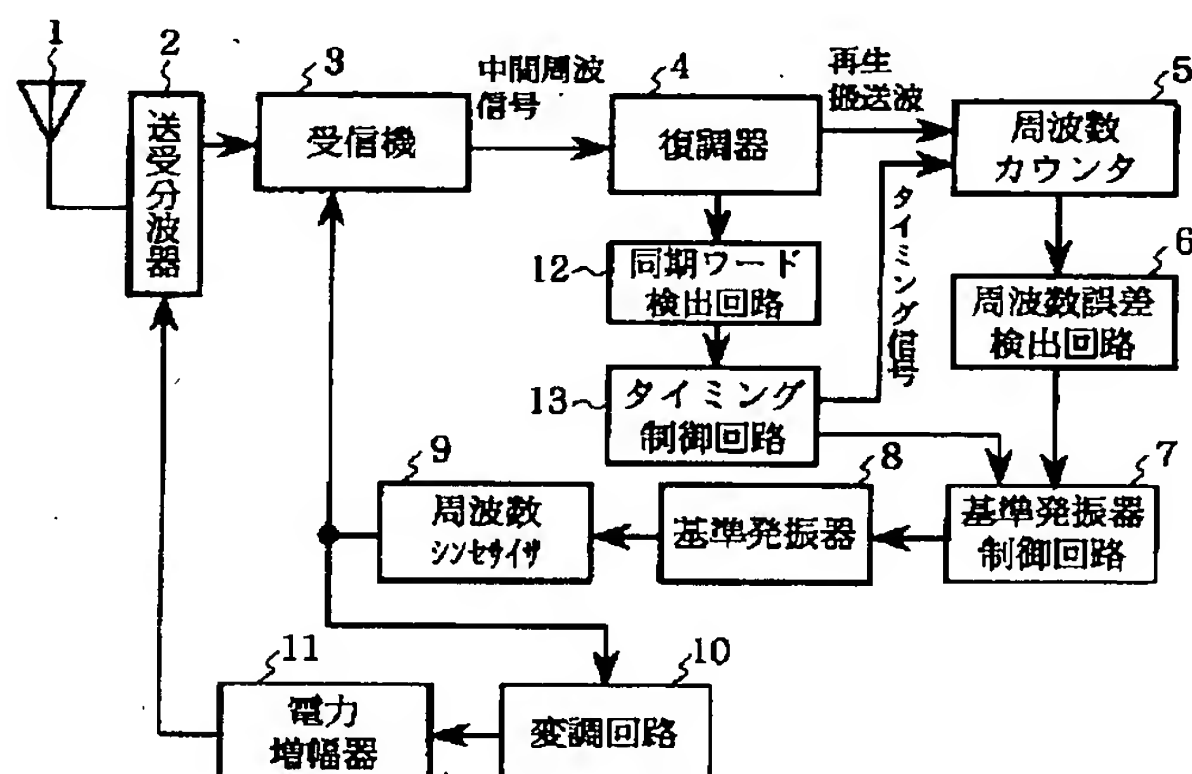 1
2
送受分波器
3
受信機
中間周波
信号
4
復調器
再生
搬送波
5
周波数
カウンタ
タイミング信号
12
同期ワード
検出回路
6
周波数誤差
検出回路
13
タイミング
制御回路
9
周波数
シンセサイザ
8
基準発振器
7
基準発振器
制御回路
11
電力
増幅器
10
変調回路